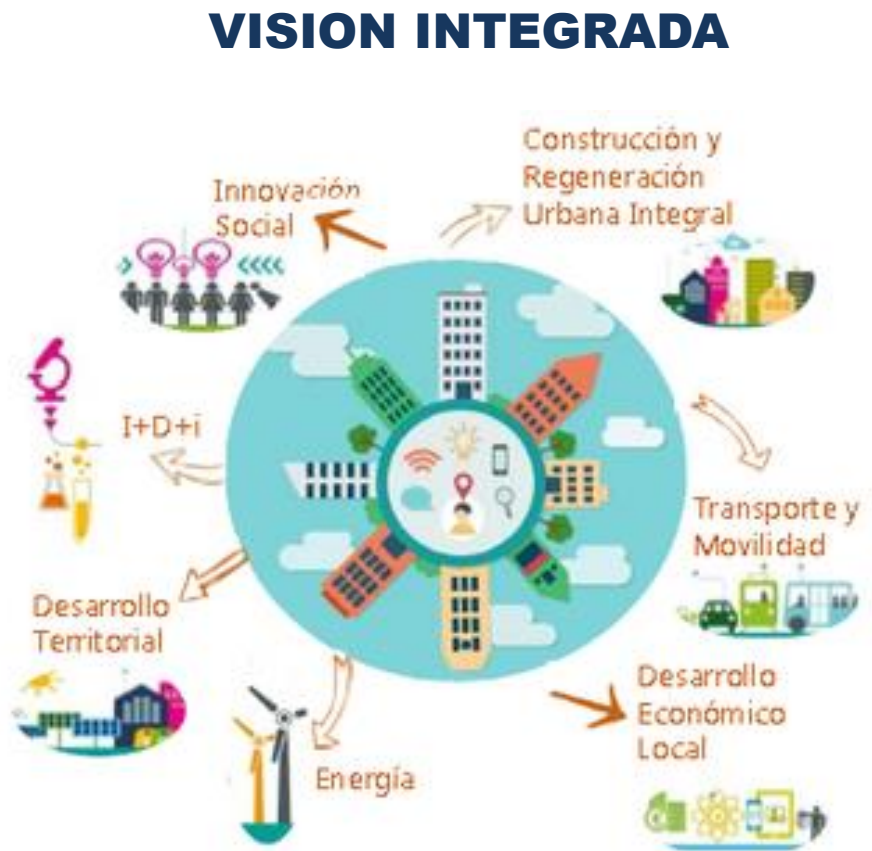 VISION INTEGRADA
Innovación
Social
Construcción y
Regeneración
Urbana Integral
I+D+i
Transporte y
Movilidad
Desarrollo
Territorial
Desarrollo
Económico
Local
Energía